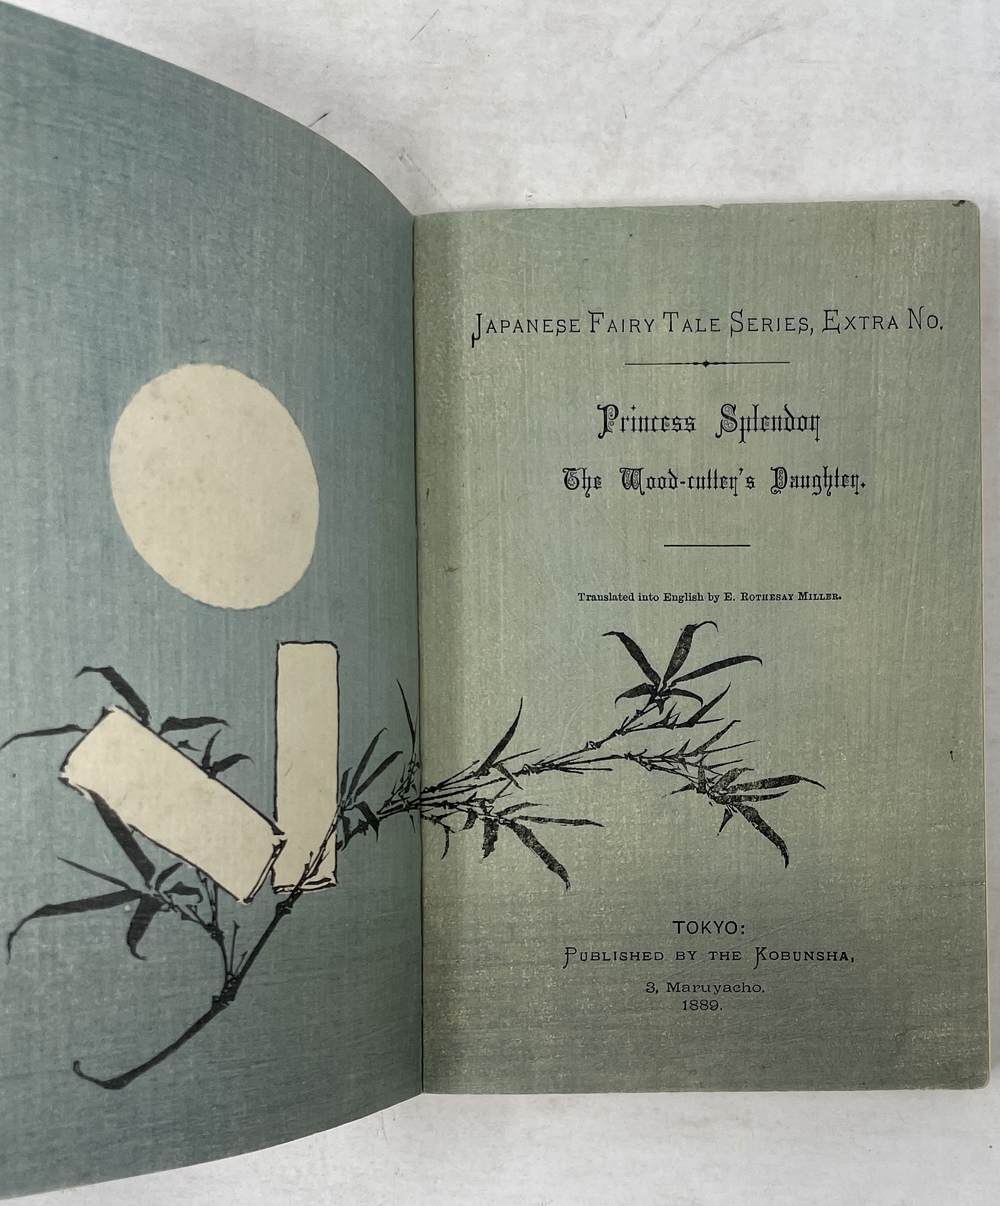 Japanese Fairy Tale Series, Extra No.
Princess Splendor
The Wood-cutter's Daughter.
Translated into English by E. Rothesay Miller.
TOKYO:
Published by the Kobunsha,
3, Maruyacho.
1889.